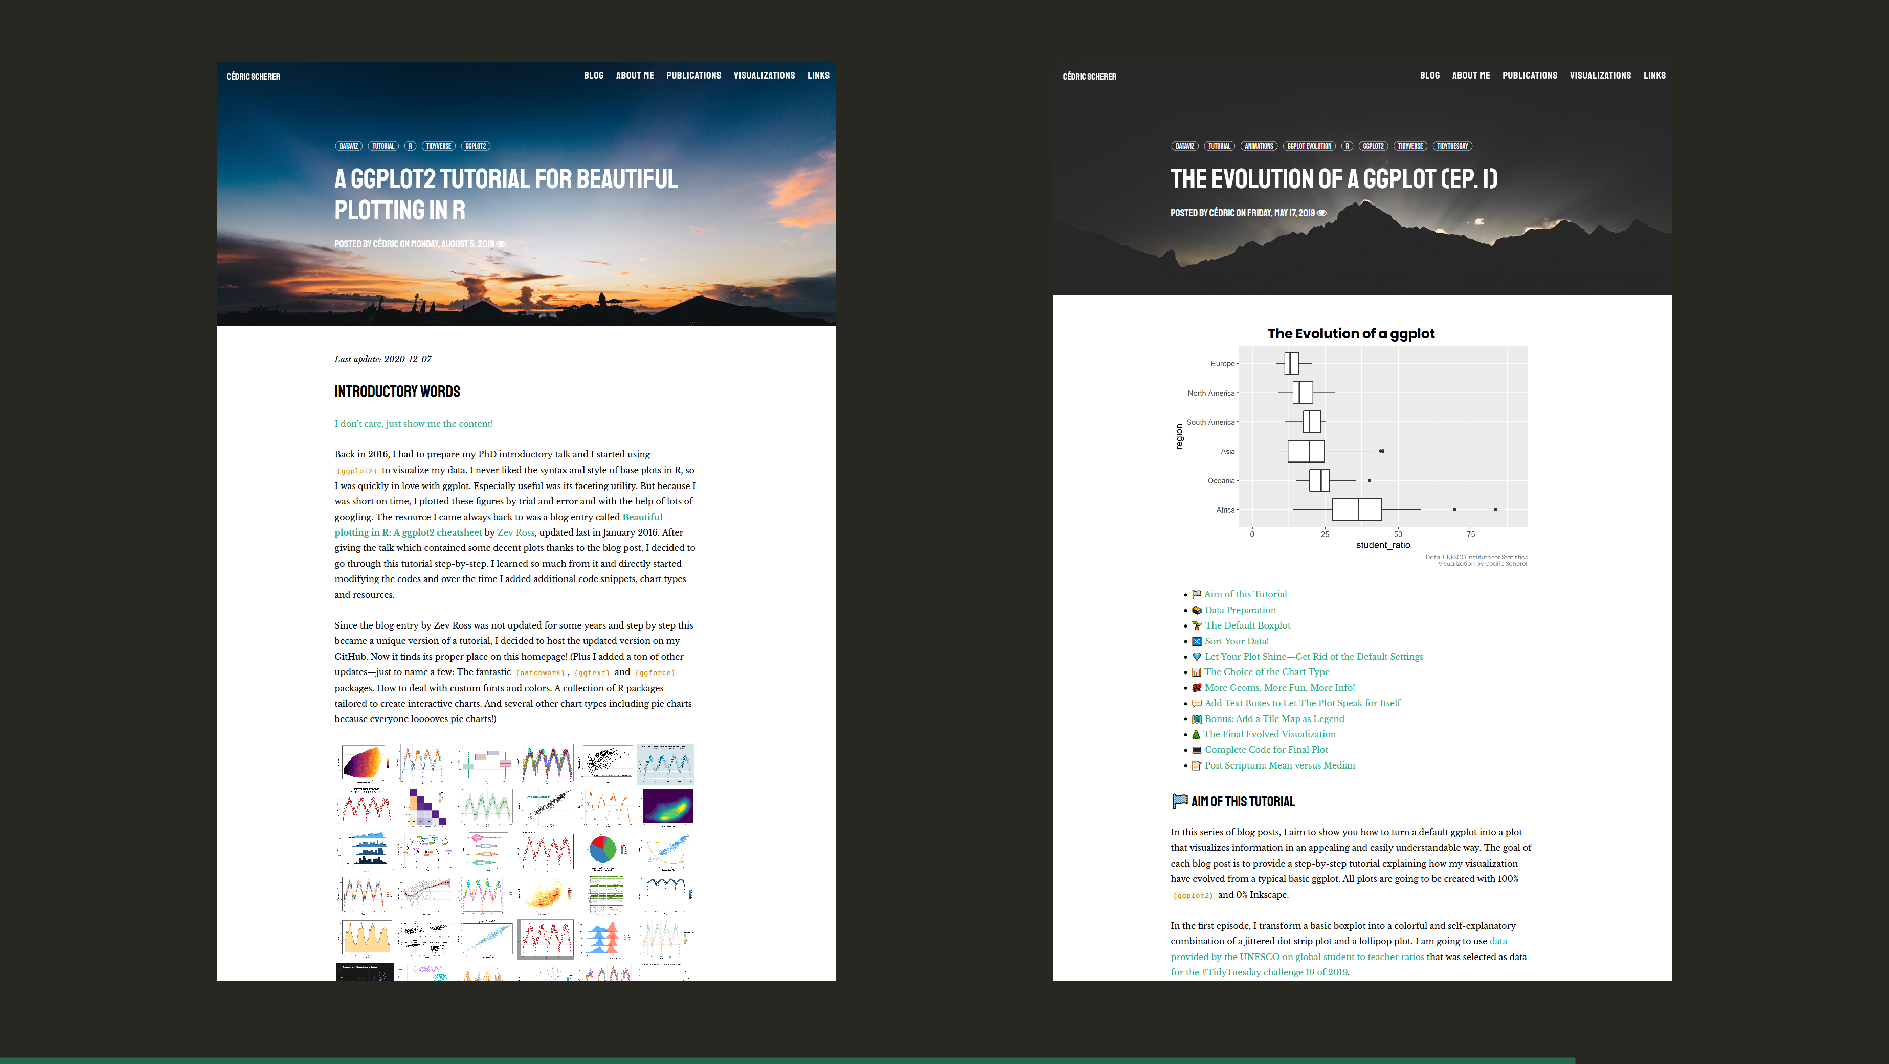 CÉDRIC SCHERER
BLOG ABOUT ME PUBLICATIONS VISUALIZATIONS LINKS
DATAVIZ TUTORIAL R TIDYVERSE GGPLOT2
A GGPLOT2 TUTORIAL FOR BEAUTIFUL
PLOTTING IN R
POSTED BY CÉDRIC ON MONDAY, AUGUST 5, 2019
Last update: 2020-12-07
INTRODUCTORY WORDS
I don't care, just show me the content!
Back in 2016, I had to prepare my PhD introductory talk and I started using
{ggplot2} to visualize my data. I never liked the syntax and style of base plots in R, so
I was quickly in love with ggplot. Especially useful was its faceting utility. But because I
was short on time, I plotted these figures by trial and error and with the help of lots of
googling. The resource I came always back to was a blog entry called Beautiful
plotting in R: A ggplot2 cheatsheet by Zev Ross, updated last in January 2016. After
giving the talk which contained some decent plots thanks to the blog post, I decided to
go through this tutorial step-by-step. I learned so much from it and directly started
modifying the codes and over the time I added additional code snippets, chart types
and resources.
Since the blog entry by Zev Ross was not updated for some years and step by step this
became a unique version of a tutorial, I decided to host the updated version on my
GitHub. Now it finds its proper place on this homepage! (Plus I added a ton of other
updates—just to name a few: The fantastic {patchwork}, {ggtext} and {ggforce}
packages. How to deal with custom fonts and colors. A collection of R packages
tailored to create interactive charts. And several other chart types including pie charts
because everyone looooves pie charts!)
CÉDRIC SCHERER
BLOG ABOUT ME PUBLICATIONS VISUALIZATIONS LINKS
DATAVIZ TUTORIAL ANIMATIONS GGPLOT EVOLUTION R GGPLOT2 TIDYVERSE TIDYTUESDAY
THE EVOLUTION OF A GGPLOT (EP. 1)
POSTED BY CÉDRIC ON FRIDAY, MAY 17, 2019
The Evolution of a ggplot
region
Europe
North America
South America
Asia
Oceania
Africa
0 25 50 75
student_ratio
Data: UNESCO Institute for Statistics
Visualization by Cédric Scherer
Aim of this Tutorial
Data Preparation
The Default Boxplot
Sort Your Data!
Let Your Plot Shine—Get Rid of the Default Settings
The Choice of the Chart Type
More Geoms, More Fun, More Info!
Add Text Boxes to Let The Plot Speak for Itself
Bonus: Add a Tile Map as Legend
The Final Evolved Visualization
Complete Code for Final Plot
Post Scriptum: Mean versus Median
AIM OF THIS TUTORIAL
In this series of blog posts, I aim to show you how to turn a default ggplot into a plot
that visualizes information in an appealing and easily understandable way. The goal of
each blog post is to provide a step-by-step tutorial explaining how my visualization
have evolved from a typical basic ggplot. All plots are going to be created with 100%
{ggplot2} and 0% Inkscape.
In the first episode, I transform a basic boxplot into a colorful and self-explanatory
combination of a jittered dot strip plot and a lollipop plot. I am going to use data
provided by the UNESCO on global student to teacher ratios that was selected as data
for the #TidyTuesday challenge 19 of 2019.